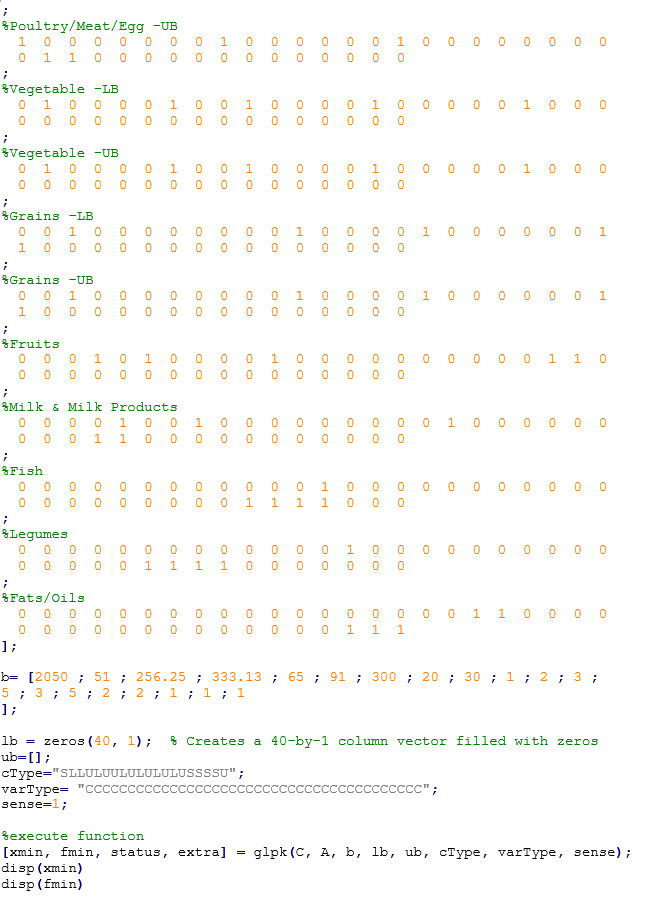 ;
%Poultry/Meat/Egg -UB
1 0 0 0 0 0 0 0 1 0 0 0 0 0 0 1 0 0 0 0 0 0 0 0
0 1 1 0 0 0 0 0 0 0 0 0 0 0 0 0
;
%Vegetable -LB
0 1 0 0 0 0 1 0 0 1 0 0 0 0 1 0 0 0 0 0 1 0 0 0
0 0 0 0 0 0 0 0 0 0 0 0 0 0 0 0
;
%Vegetable -UB
0 1 0 0 0 0 1 0 0 1 0 0 0 0 1 0 0 0 0 0 1 0 0 0
0 0 0 0 0 0 0 0 0 0 0 0 0 0 0 0
;
%Grains -LB
0 0 1 0 0 0 0 0 0 0 0 1 0 0 0 0 1 0 0 0 0 0 0 1
1 0 0 0 0 0 0 0 0 0 0 0 0 0 0 0
;
%Grains -UB
0 0 1 0 0 0 0 0 0 0 0 1 0 0 0 0 1 0 0 0 0 0 0 1
1 0 0 0 0 0 0 0 0 0 0 0 0 0 0 0
;
%Fruits
0 0 0 1 0 1 0 0 0 0 1 0 0 0 0 0 0 0 0 0 0 1 1 0
0 0 0 0 0 0 0 0 0 0 0 0 0 0 0 0
;
%Milk & Milk Products
0 0 0 0 1 0 0 1 0 0 0 0 0 0 0 0 0 1 0 0 0 0 0 0
0 0 0 1 1 0 0 0 0 0 0 0 0 0 0 0
;
%Fish
0 0 0 0 0 0 0 0 0 0 0 0 1 0 0 0 0 0 0 0 0 0 0 0
0 0 0 0 0 0 0 0 0 1 1 1 1 0 0 0
;
%Legumes
0 0 0 0 0 0 0 0 0 0 0 0 0 1 0 0 0 0 0 0 0 0 0 0
0 0 0 0 0 1 1 1 1 0 0 0 0 0 0 0
;
%Fats/Oils
0 0 0 0 0 0 0 0 0 0 0 0 0 0 0 0 0 0 1 1 0 0 0 0
0 0 0 0 0 0 0 0 0 0 0 0 0 1 1 1
];
b= [2050 ; 51 ; 256.25 ; 333.13 ; 65 ; 91 ; 300 ; 20 ; 30 ; 1 ; 2 ; 3 ;
5 ; 3 ; 5 ; 2 ; 2 ; 1 ; 1 ; 1
];
lb = zeros(40, 1);  % Creates a 40-by-1 column vector filled with zeros
ub=[];
cType="SLLULUULULULULUSSSSU";
varType= "CCCCCCCCCCCCCCCCCCCCCCCCCCCCCCCCCCCCCCCC";
sense=1;
%execute function
[xmin, fmin, status, extra] = glpk(C, A, b, lb, ub, cType, varType, sense);
disp(xmin)
disp(fmin)